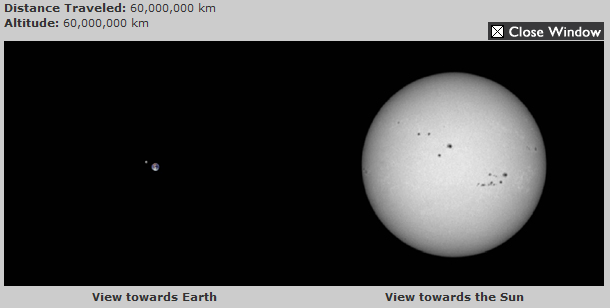 Distance Traveled: 60,000,000 km
Altitude: 60,000,000 km
Close Window
View towards Earth
View towards the Sun